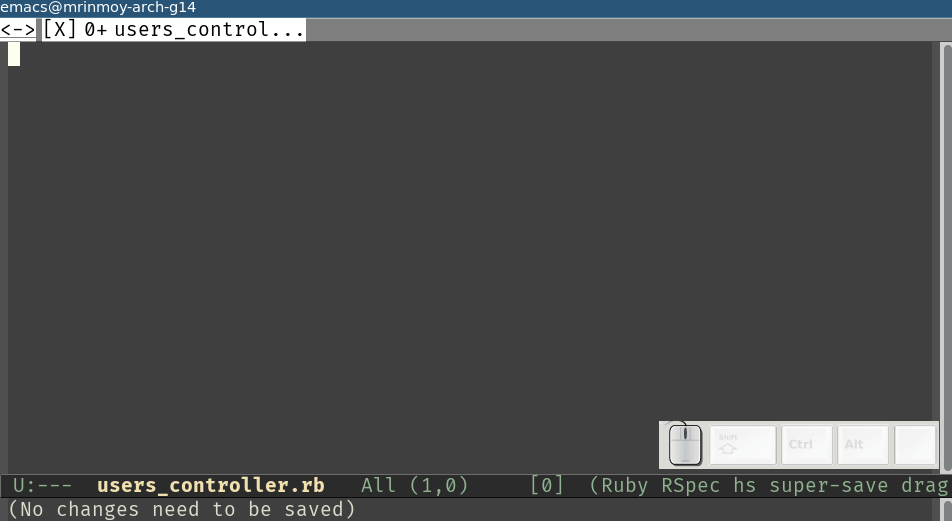 emacs@mrinmoy-arch-g14
<-> [X] 0+ users_control...
Shift Ctrl Alt
U:--- users_controller.rb All (1,0) [0] (Ruby RSpec hs super-save drag
(No changes need to be saved)